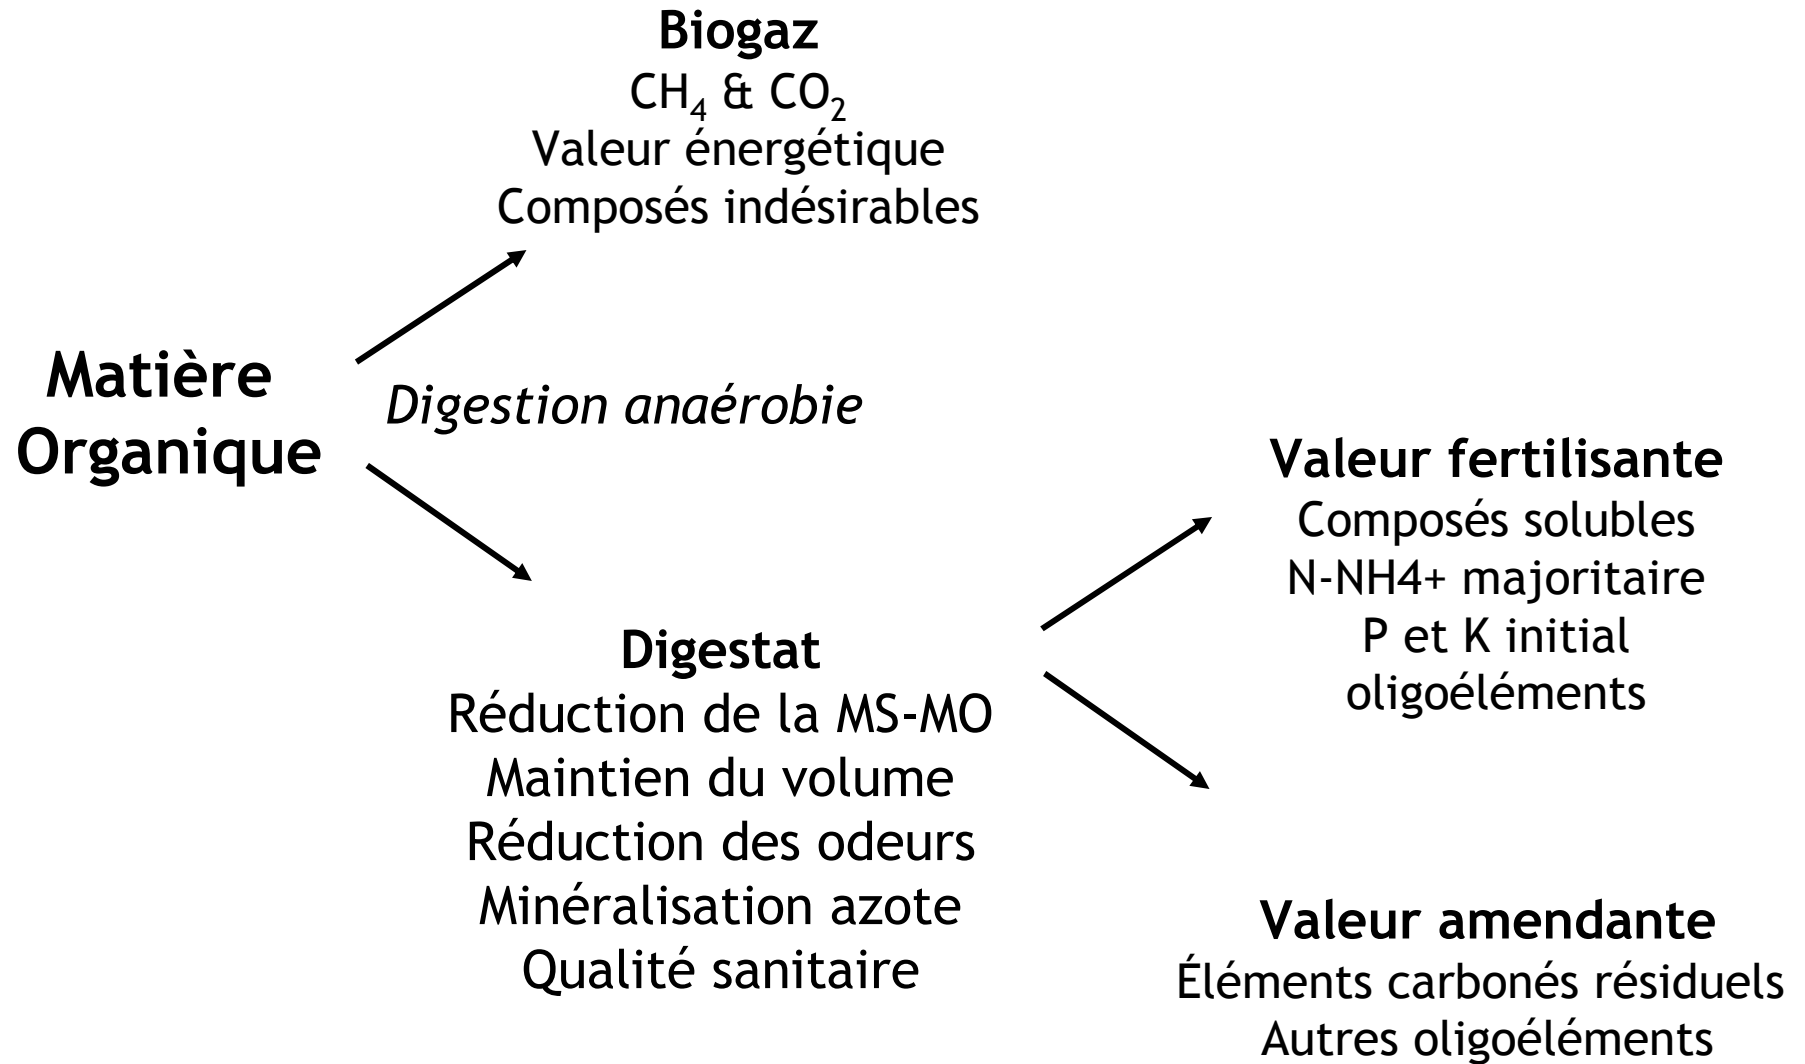 Biogaz
CH₄ & CO₂
Valeur énergétique
Composés indésirables
Matière
Organique
Digestion anaérobie
Digestat
Réduction de la MS-MO
Maintien du volume
Réduction des odeurs
Minéralisation azote
Qualité sanitaire
Valeur fertilisante
Composés solubles
N-NH4+ majoritaire
P et K initial
oligoéléments
Valeur amendante
Éléments carbonés résiduels
Autres oligoéléments